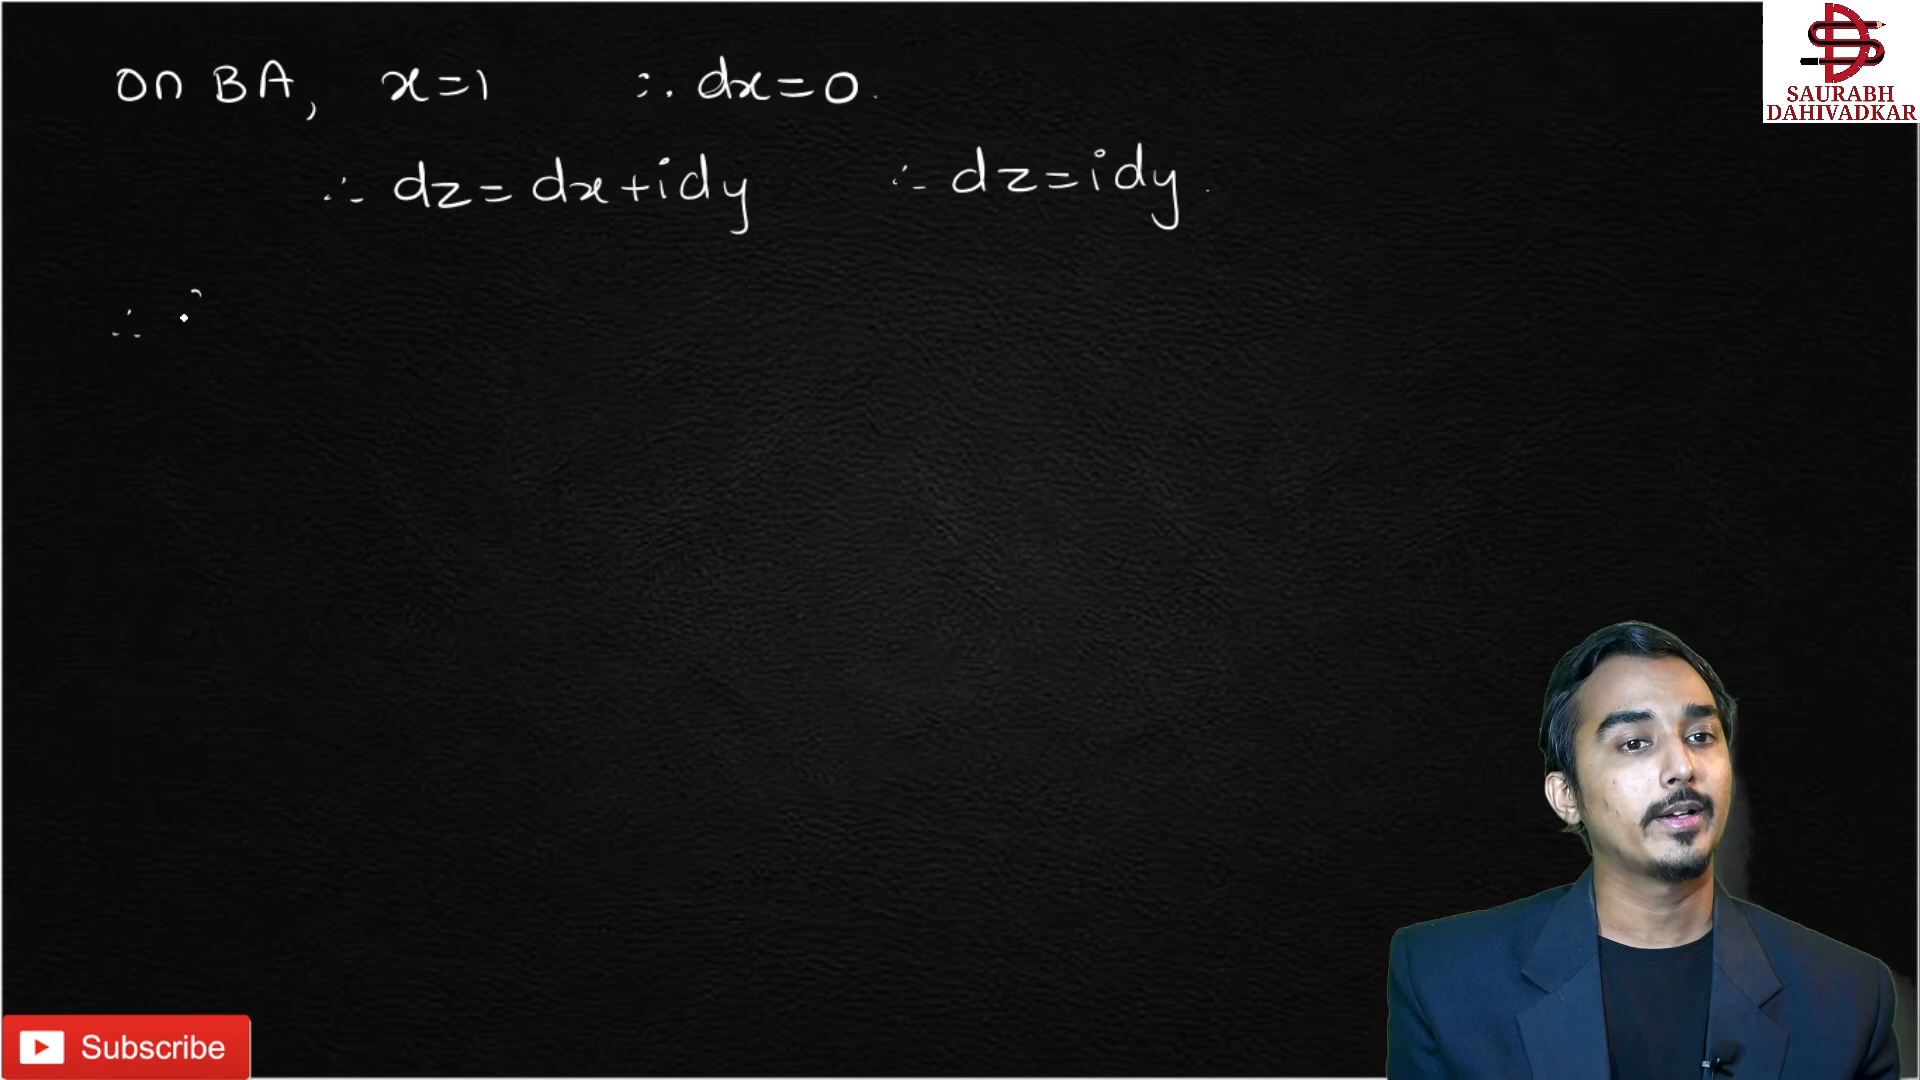 On BA, x=1 ∴ dx=0.
∴ dz=dx+idy ∴ dz=idy.
∴
SAURABH
DAHIVADKAR
Subscribe